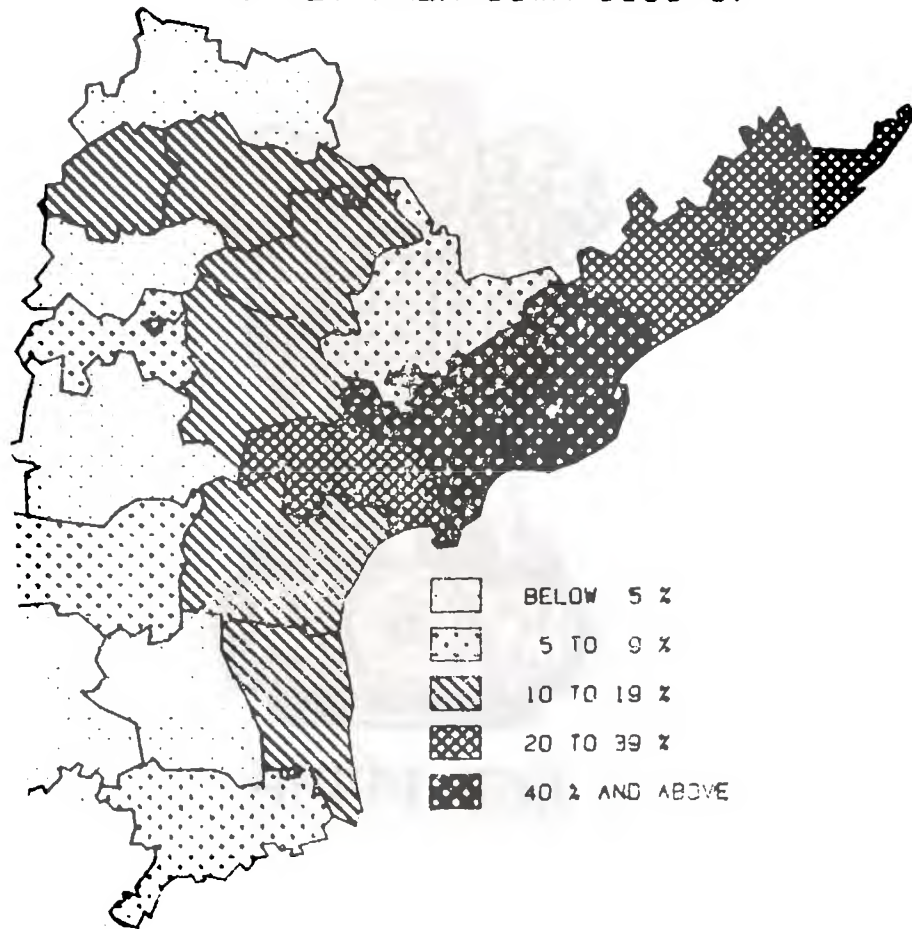 BELOW 5 %
5 TO 9 %
10 TO 19 %
20 TO 39 %
40 % AND ABOVE